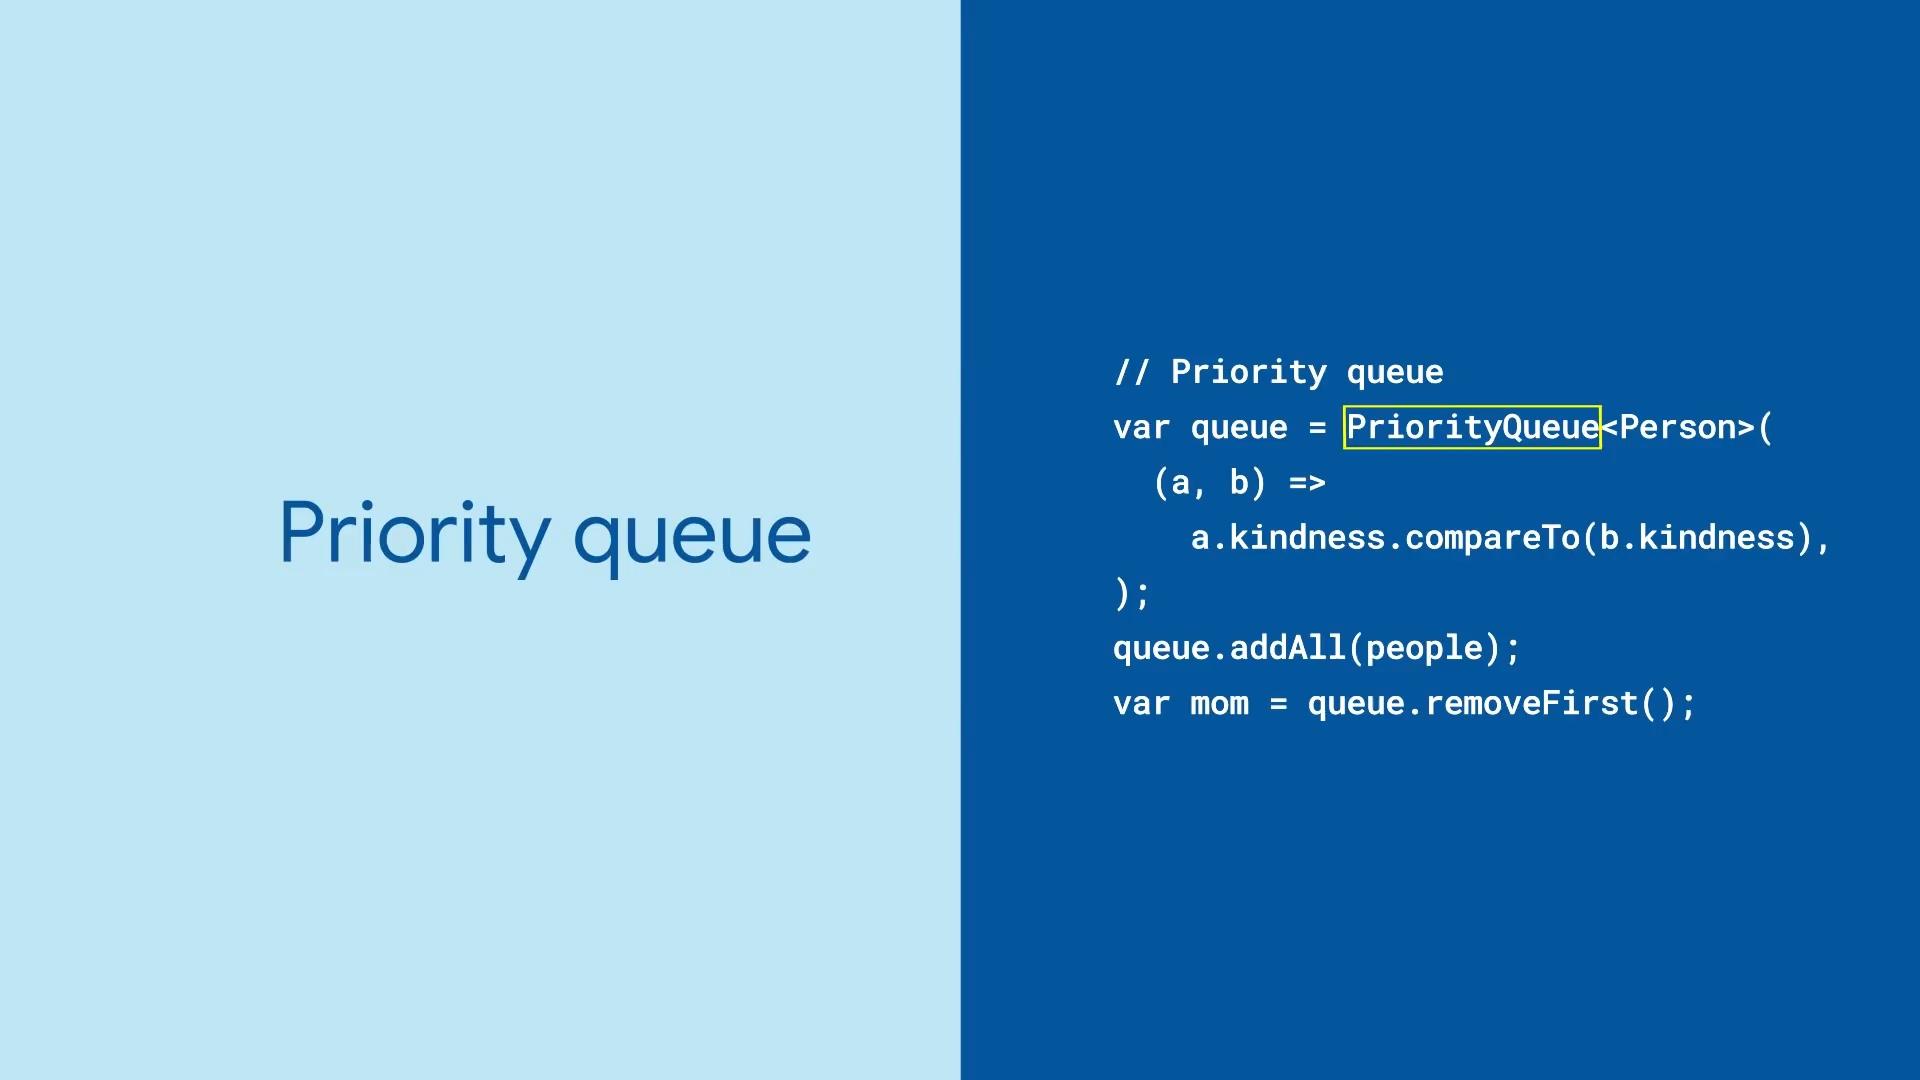 Priority queue
// Priority queue
var queue = PriorityQueue<Person>(
  (a, b) =>
    a.kindness.compareTo(b.kindness),
);
queue.addAll(people);
var mom = queue.removeFirst();